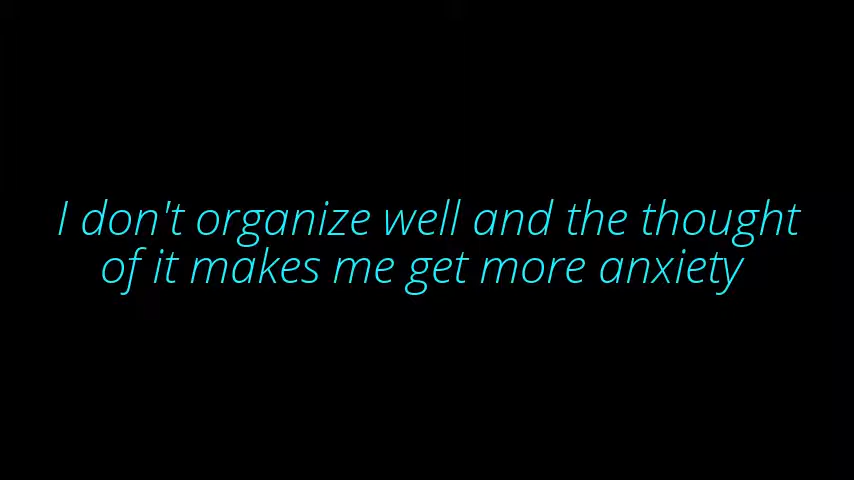 I don't organize well and the thought
of it makes me get more anxiety